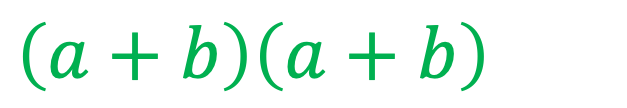 (a + b)(a + b)